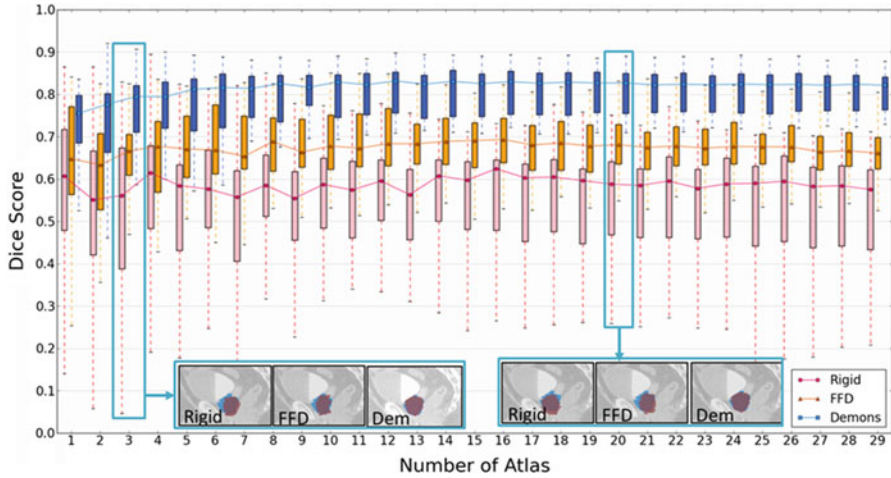 1.0
0.9
0.8
0.7
0.6
0.5
0.4
0.3
0.2
0.1
0.0
Dice Score
Rigid FFD Dem
Rigid FFD Dem
Rigid
FFD
Demons
1 2 3 4 5 6 7 8 9 10 11 12 13 14 15 16 17 18 19 20 21 22 23 24 25 26 27 28 29
Number of Atlas